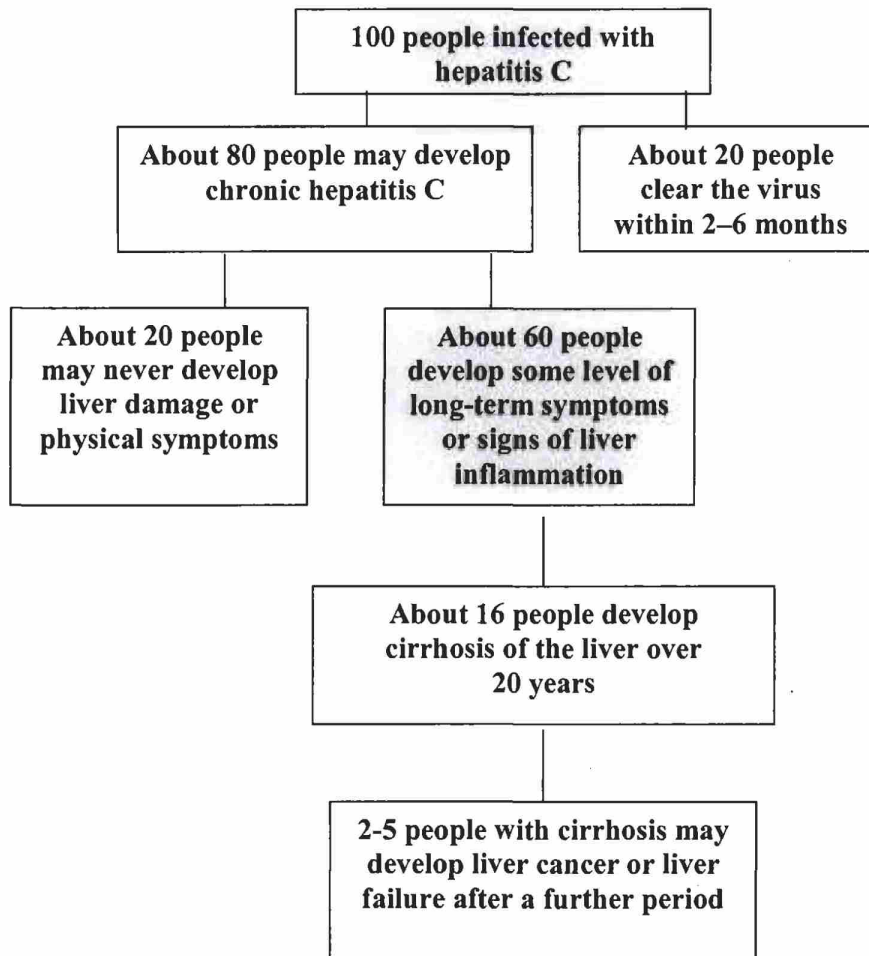 100 people infected with
hepatitis C
About 80 people may develop
chronic hepatitis C
About 20 people
clear the virus
within 2–6 months
About 20 people
may never develop
liver damage or
physical symptoms
About 60 people
develop some level of
long-term symptoms
or signs of liver
inflammation
About 16 people develop
cirrhosis of the liver over
20 years
2-5 people with cirrhosis may
develop liver cancer or liver
failure after a further period